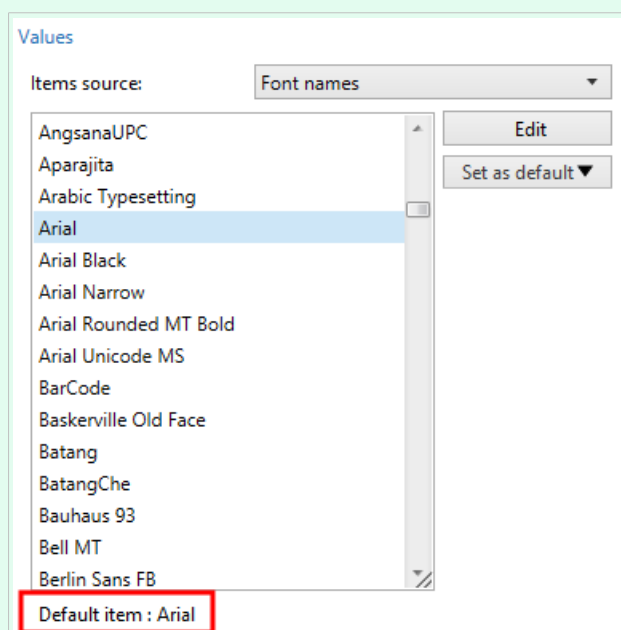 Values
Items source: Font names
AngsanaUPC
Edit
Aparajita
Set as default
Arabic Typesetting
Arial
Arial Black
Arial Narrow
Arial Rounded MT Bold
Arial Unicode MS
BarCode
Baskerville Old Face
Batang
BatangChe
Bauhaus 93
Bell MT
Berlin Sans FB
Default item : Arial